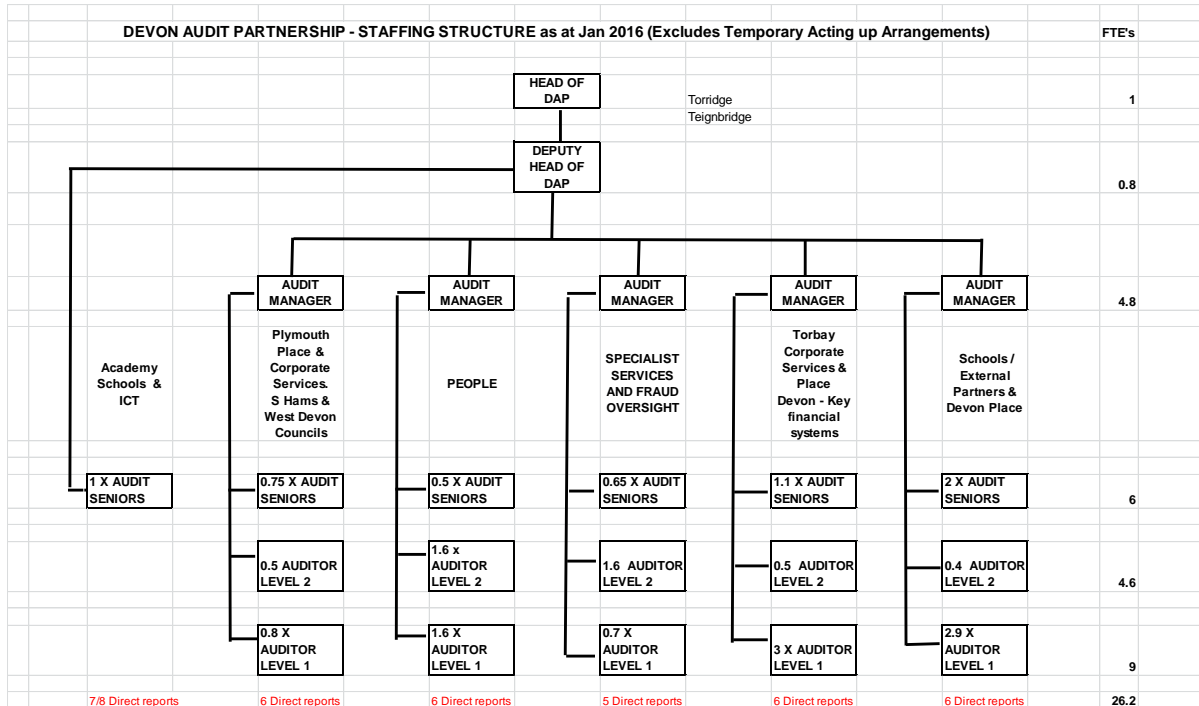 DEVON AUDIT PARTNERSHIP - STAFFING STRUCTURE as at Jan 2016 (Excludes Temporary Acting up Arrangements)
FTE's
HEAD OF
DAP
Torridge
Teignbridge
1
DEPUTY
HEAD OF
DAP
0.8
AUDIT
MANAGER
AUDIT
MANAGER
AUDIT
MANAGER
AUDIT
MANAGER
AUDIT
MANAGER
4.8
Academy
Schools &
ICT
Plymouth
Place &
Corporate
Services.
S Hams &
West Devon
Councils
PEOPLE
SPECIALIST
SERVICES
AND FRAUD
OVERSIGHT
Torbay
Corporate
Services &
Place
Devon - Key
financial
systems
Schools /
External
Partners &
Devon Place
1 X AUDIT
SENIORS
0.75 X AUDIT
SENIORS
0.5 X AUDIT
SENIORS
0.65 X AUDIT
SENIORS
1.1 X AUDIT
SENIORS
2 X AUDIT
SENIORS
6
0.5 AUDITOR
LEVEL 2
1.6 x
AUDITOR
LEVEL 2
1.6 AUDITOR
LEVEL 2
0.5 AUDITOR
LEVEL 2
0.4 AUDITOR
LEVEL 2
4.6
0.8 X
AUDITOR
LEVEL 1
1.6 X
AUDITOR
LEVEL 1
0.7 X
AUDITOR
LEVEL 1
3 X AUDITOR
LEVEL 1
2.9 X
AUDITOR
LEVEL 1
9
7/8 Direct reports
6 Direct reports
6 Direct reports
5 Direct reports
6 Direct reports
6 Direct reports
26.2